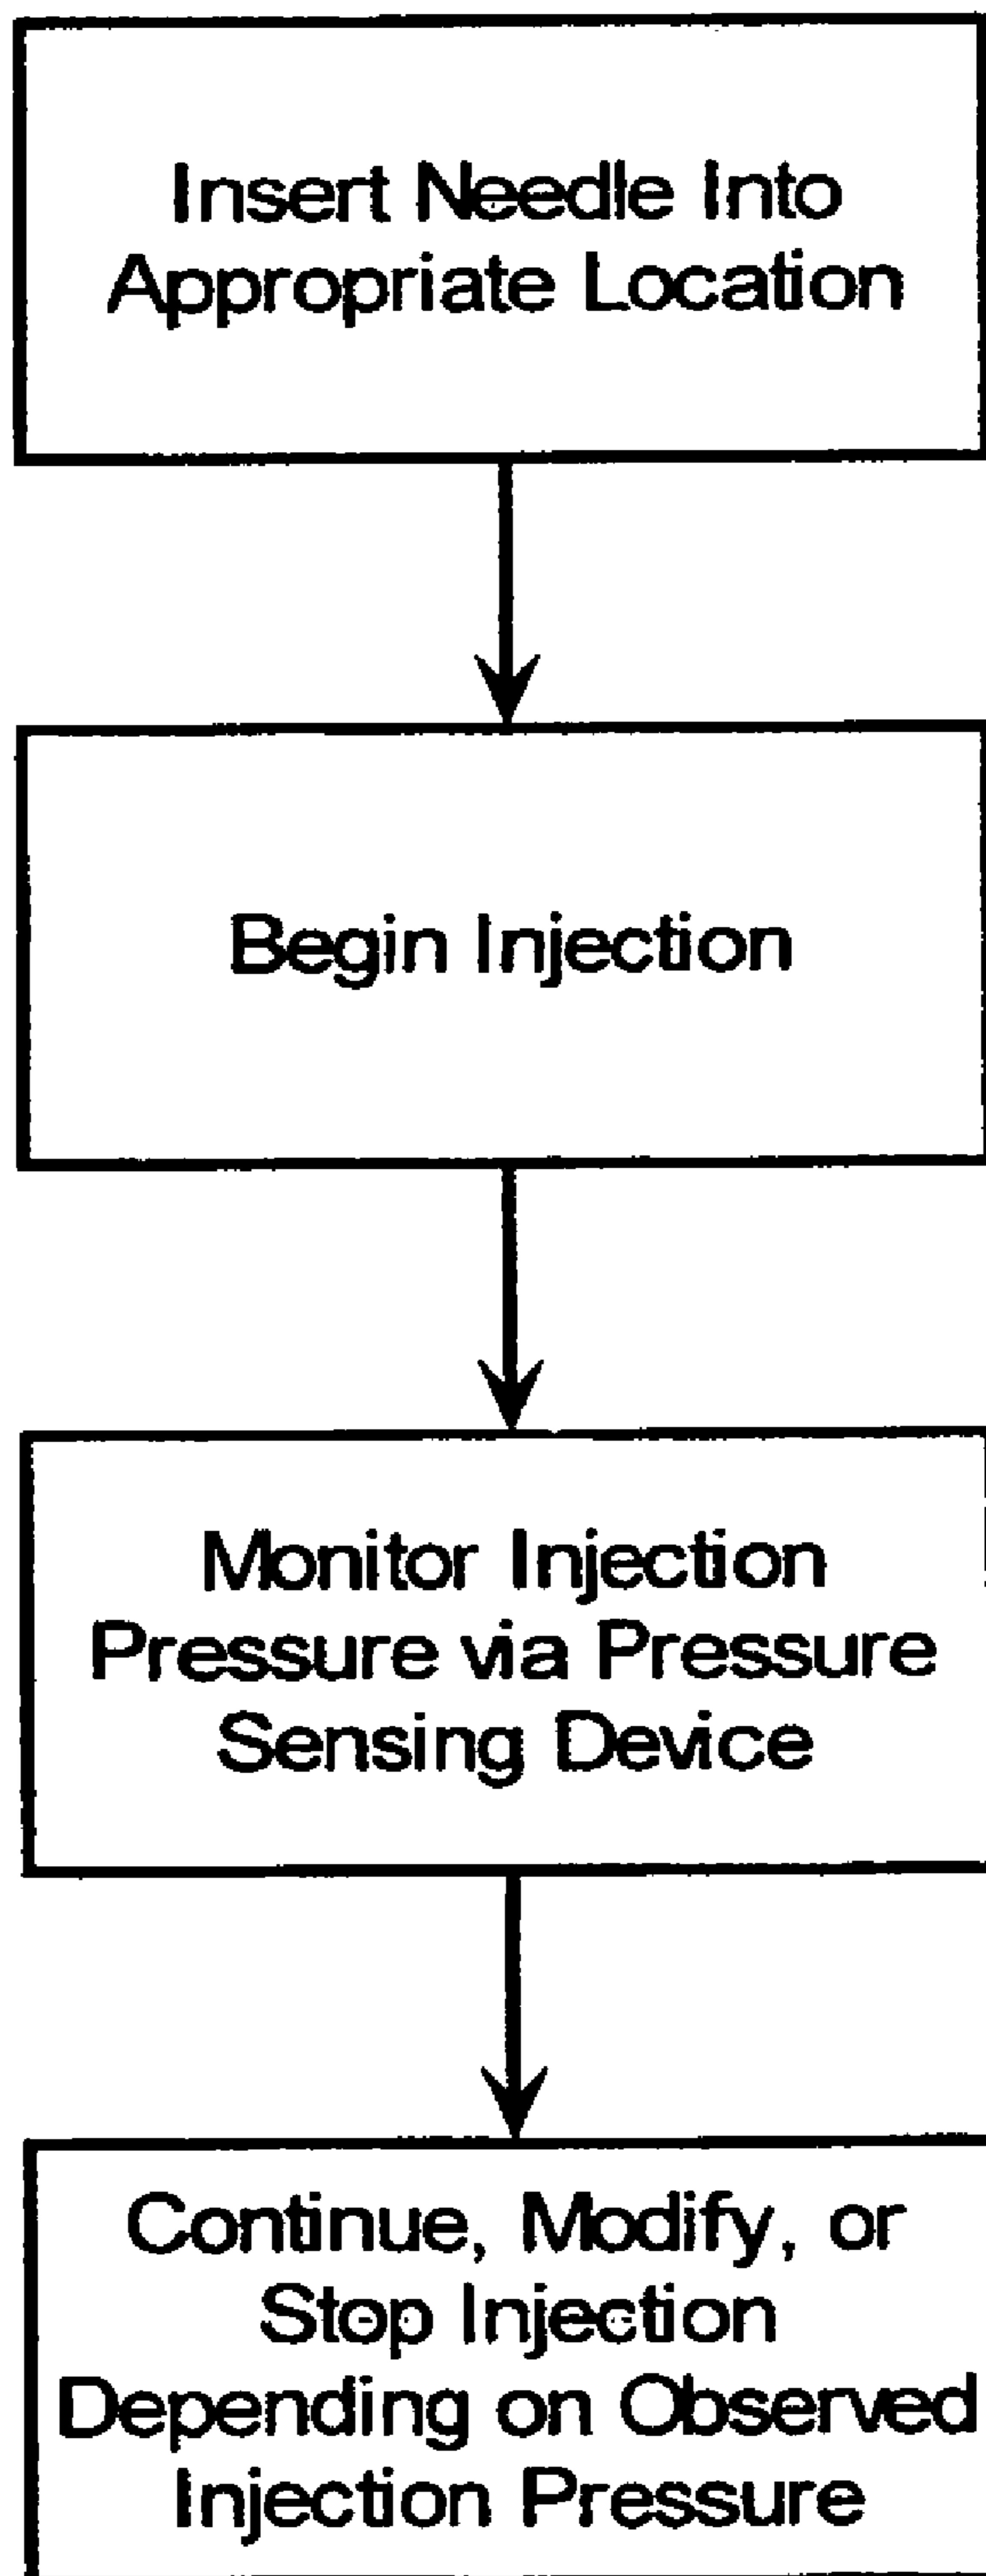 Insert Needle Into
Appropriate Location
Begin Injection
Monitor Injection
Pressure via Pressure
Sensing Device
Continue, Modify, or
Stop Injection
Depending on Observed
Injection Pressure